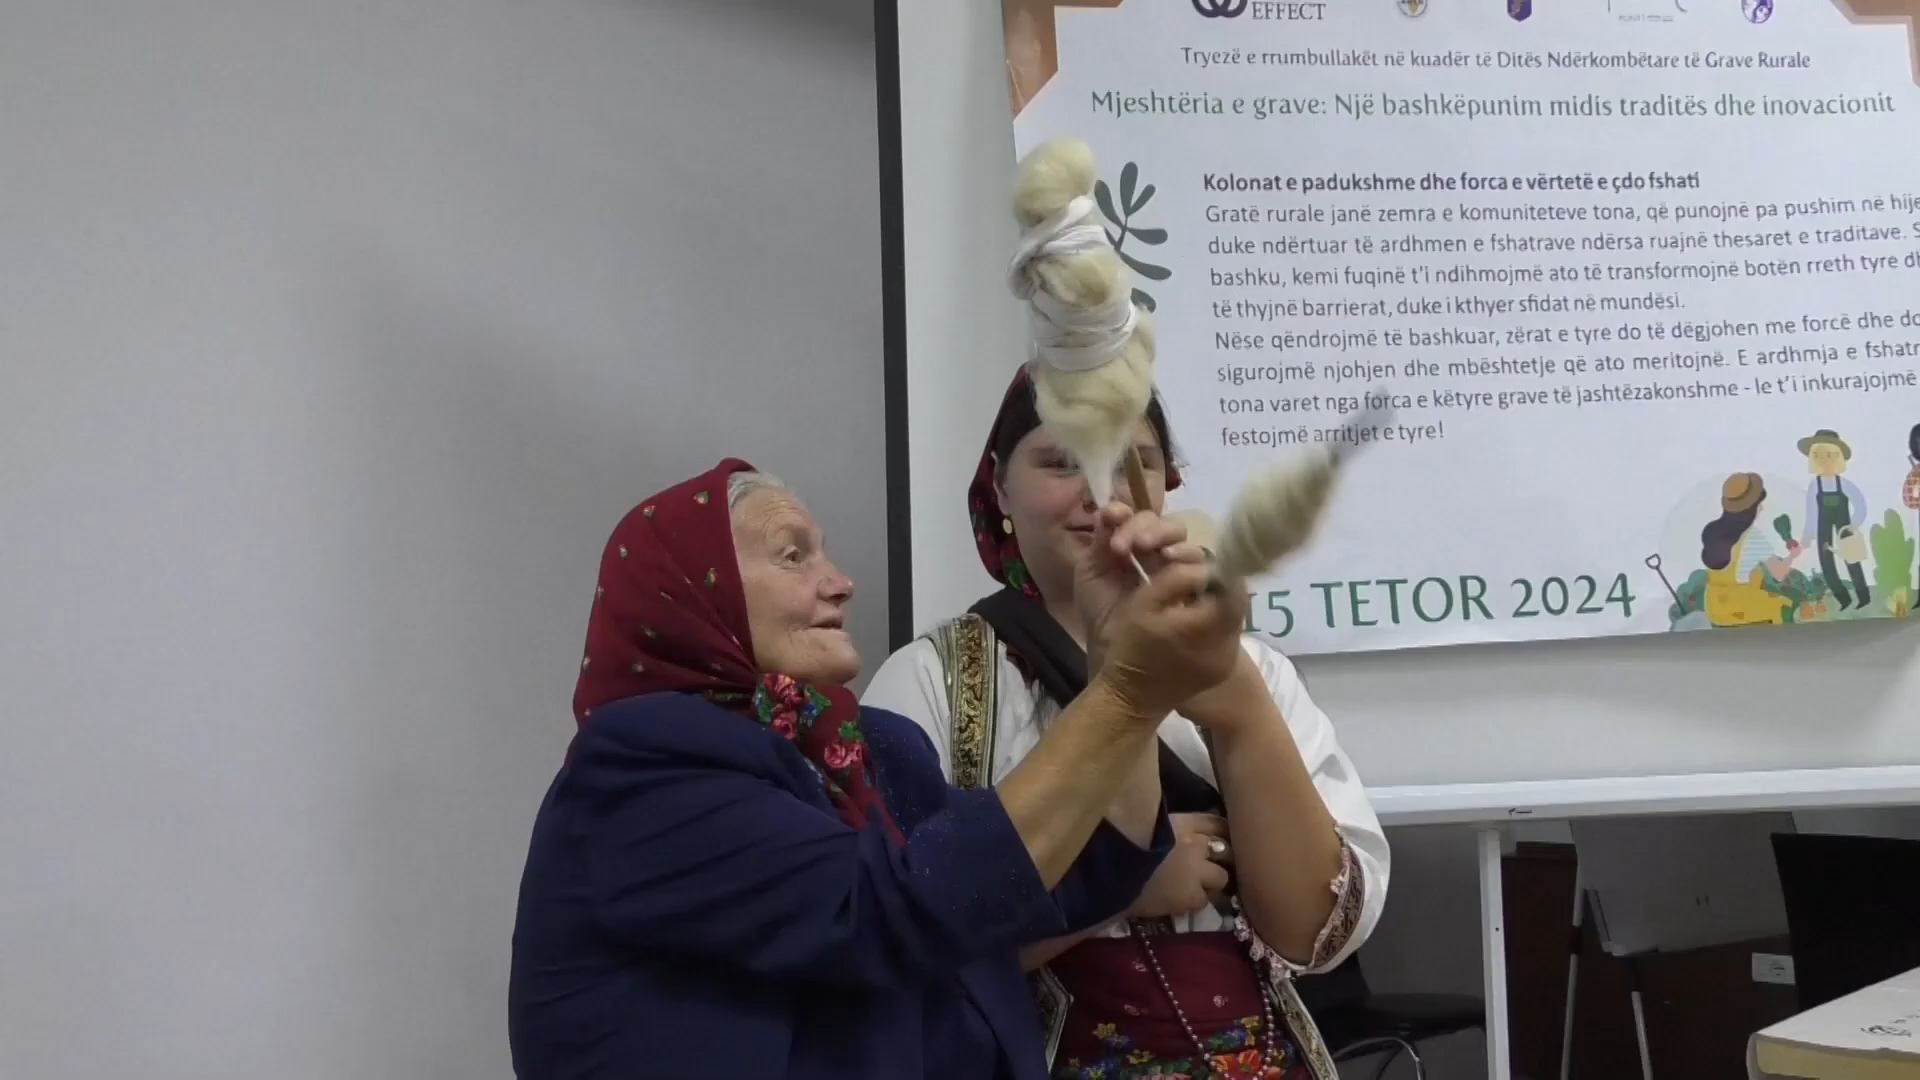 EFFECT
Tryezë e rrumbullakët në kuadër të Ditës Ndërkombëtare të Grave Rurale
Mjeshtëria e grave: Një bashkëpunim midis traditës dhe inovacionit
Kolonat e padukshme dhe forca e vërtetë e çdo fshati
Gratë rurale janë zemra e komuniteteve tona, që punojnë pa pushim në hije
duke ndërtuar të ardhmen e fshatrave ndërsa ruajnë thesaret e traditave. S
bashku, kemi fuqinë t'i ndihmojmë ato të transformojnë botën rreth tyre dh
të thyjnë barrierat, duke i kthyer sfidat në mundësi.
Nëse qëndrojmë të bashkuar, zërat e tyre do të dëgjohen me forcë dhe do
sigurojmë njohjen dhe mbështetje që ato meritojnë. E ardhmja e fshatr
tona varet nga forca e këtyre grave të jashtëzakonshme - le t'i inkurajojmë
festojmë arritjet e tyre!
15 TETOR 2024